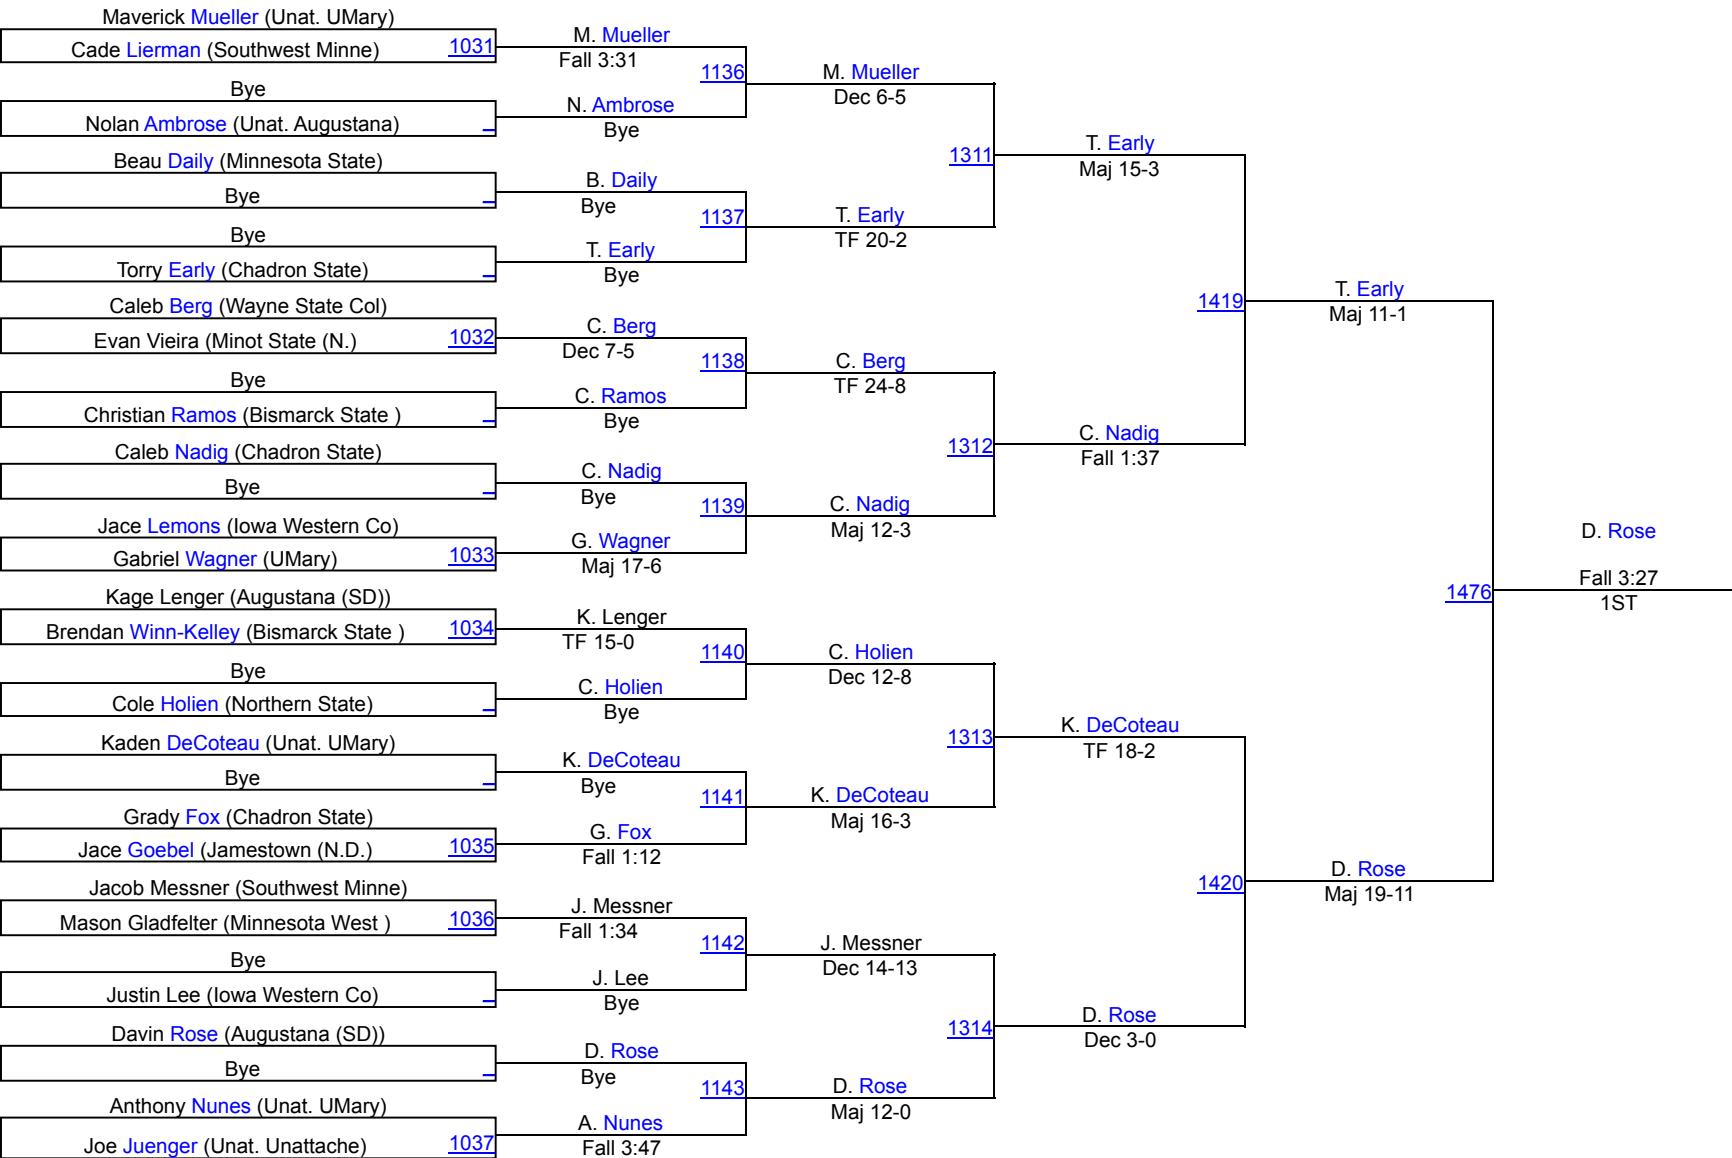 Maverick Mueller (Unat. UMary)
Cade Lierman (Southwest Minne)
1031
Bye
Nolan Ambrose (Unat. Augustana)
Beau Daily (Minnesota State)
Bye
Bye
Torry Early (Chadron State)
Caleb Berg (Wayne State Col)
Evan Vieira (Minot State (N.)
1032
Bye
Christian Ramos (Bismarck State )
Caleb Nadig (Chadron State)
Bye
Jace Lemons (Iowa Western Co)
Gabriel Wagner (UMary)
1033
Kage Lenger (Augustana (SD))
Brendan Winn-Kelley (Bismarck State )
1034
Bye
Cole Holien (Northern State)
Kaden DeCoteau (Unat. UMary)
Bye
Grady Fox (Chadron State)
Jace Goebel (Jamestown (N.D.)
1035
Jacob Messner (Southwest Minne)
Mason Gladfelter (Minnesota West )
1036
Bye
Justin Lee (Iowa Western Co)
Davin Rose (Augustana (SD))
Bye
Anthony Nunes (Unat. UMary)
Joe Juenger (Unat. Unattache)
1037
M. Mueller
Fall 3:31
1136
N. Ambrose
Bye
B. Daily
Bye
1137
T. Early
Bye
C. Berg
Dec 7-5
1138
C. Ramos
Bye
C. Nadig
Bye
1139
G. Wagner
Maj 17-6
K. Lenger
TF 15-0
1140
C. Holien
Bye
K. DeCoteau
Bye
1141
G. Fox
Fall 1:12
J. Messner
Fall 1:34
1142
J. Lee
Bye
D. Rose
Bye
1143
A. Nunes
Fall 3:47
M. Mueller
Dec 6-5
1311
T. Early
TF 20-2
C. Berg
TF 24-8
1312
C. Nadig
Maj 12-3
C. Holien
Dec 12-8
1313
K. DeCoteau
Maj 16-3
J. Messner
Dec 14-13
1314
D. Rose
Maj 12-0
T. Early
Maj 15-3
1419
C. Nadig
Fall 1:37
K. DeCoteau
TF 18-2
1420
D. Rose
Dec 3-0
T. Early
Maj 11-1
1476
D. Rose
Maj 19-11
D. Rose
Fall 3:27
1ST